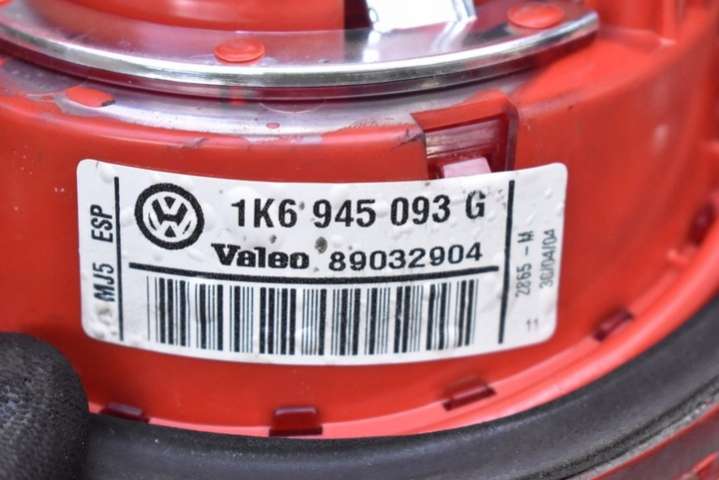 MJ5 ESP
1K6 945 093 G
Valeo 89032904
2865 - M
30/04/04
11